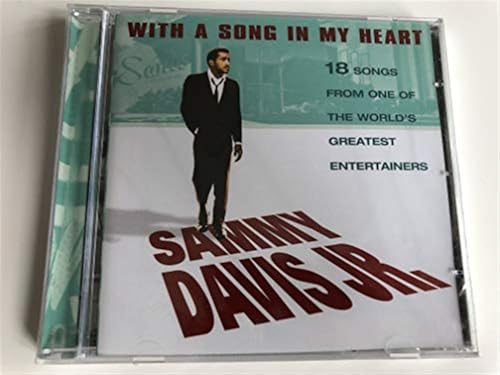 WITH A SONG IN MY HEART
18 SONGS
FROM ONE OF
THE WORLD'S
GREATEST
ENTERTAINERS
SAMMY
DAVIS JR.